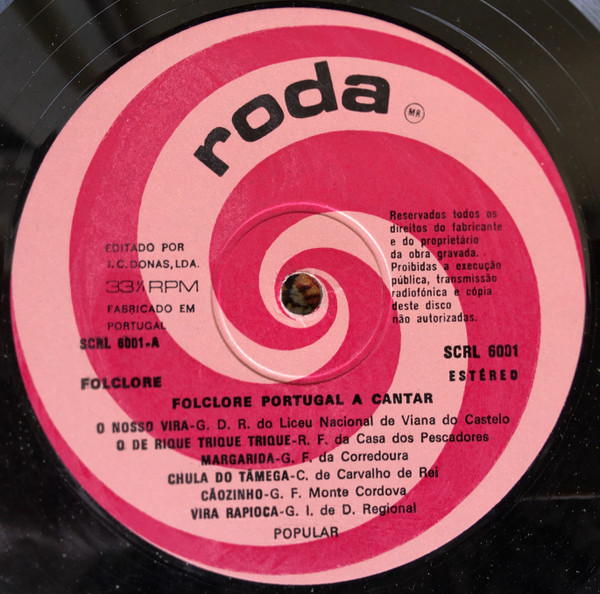 roda
MR
EDITADO POR
J.C. DONAS, LDA.
33⅓ RPM
FABRICADO EM
PORTUGAL
SCRL 6001-A
Reservados todos os
direitos do fabricante
e do proprietário
da obra gravada.
Proibidas a execução
pública, transmissão
radiofónica e cópia
deste disco
não autorizadas.
SCRL 6001
ESTÉREO
FOLCLORE
FOLCLORE PORTUGAL A CANTAR
O NOSSO VIRA-G. D. R. do Liceu Nacional de Viana do Castelo
O DE RIQUE TRIQUE TRIQUE-R. F. da Casa dos Pescadores
MARGARIDA-G. F. da Corredoura
CHULA DO TÂMEGA-C. de Carvalho de Rei
CÃOZINHO-G. F. Monte Cordova
VIRA RAPIOCA-G. I. de D. Regional
POPULAR